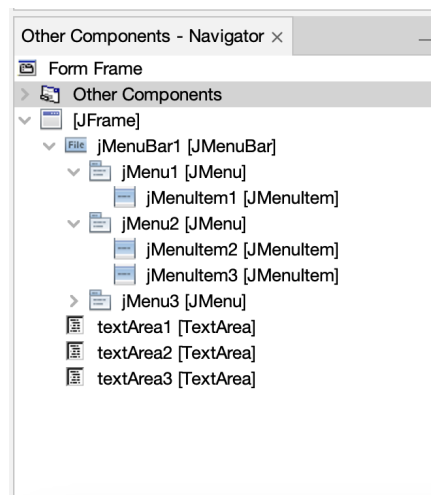 Other Components - Navigator ×
Form Frame
Other Components
[JFrame]
File jMenuBar1 [JMenuBar]
jMenu1 [JMenu]
jMenuItem1 [JMenuItem]
jMenu2 [JMenu]
jMenuItem2 [JMenuItem]
jMenuItem3 [JMenuItem]
jMenu3 [JMenu]
textArea1 [TextArea]
textArea2 [TextArea]
textArea3 [TextArea]